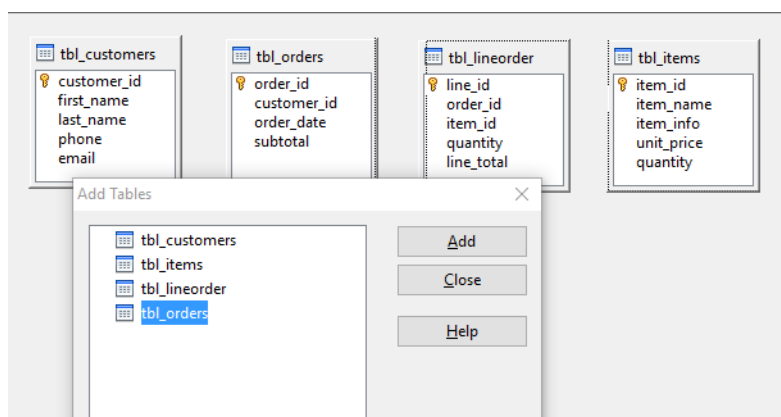 tbl_customers
customer_id
first_name
last_name
phone
email
tbl_orders
order_id
customer_id
order_date
subtotal
tbl_lineorder
line_id
order_id
item_id
quantity
line_total
tbl_items
item_id
item_name
item_info
unit_price
quantity
Add Tables
tbl_customers
tbl_items
tbl_lineorder
tbl_orders
Add
Close
Help